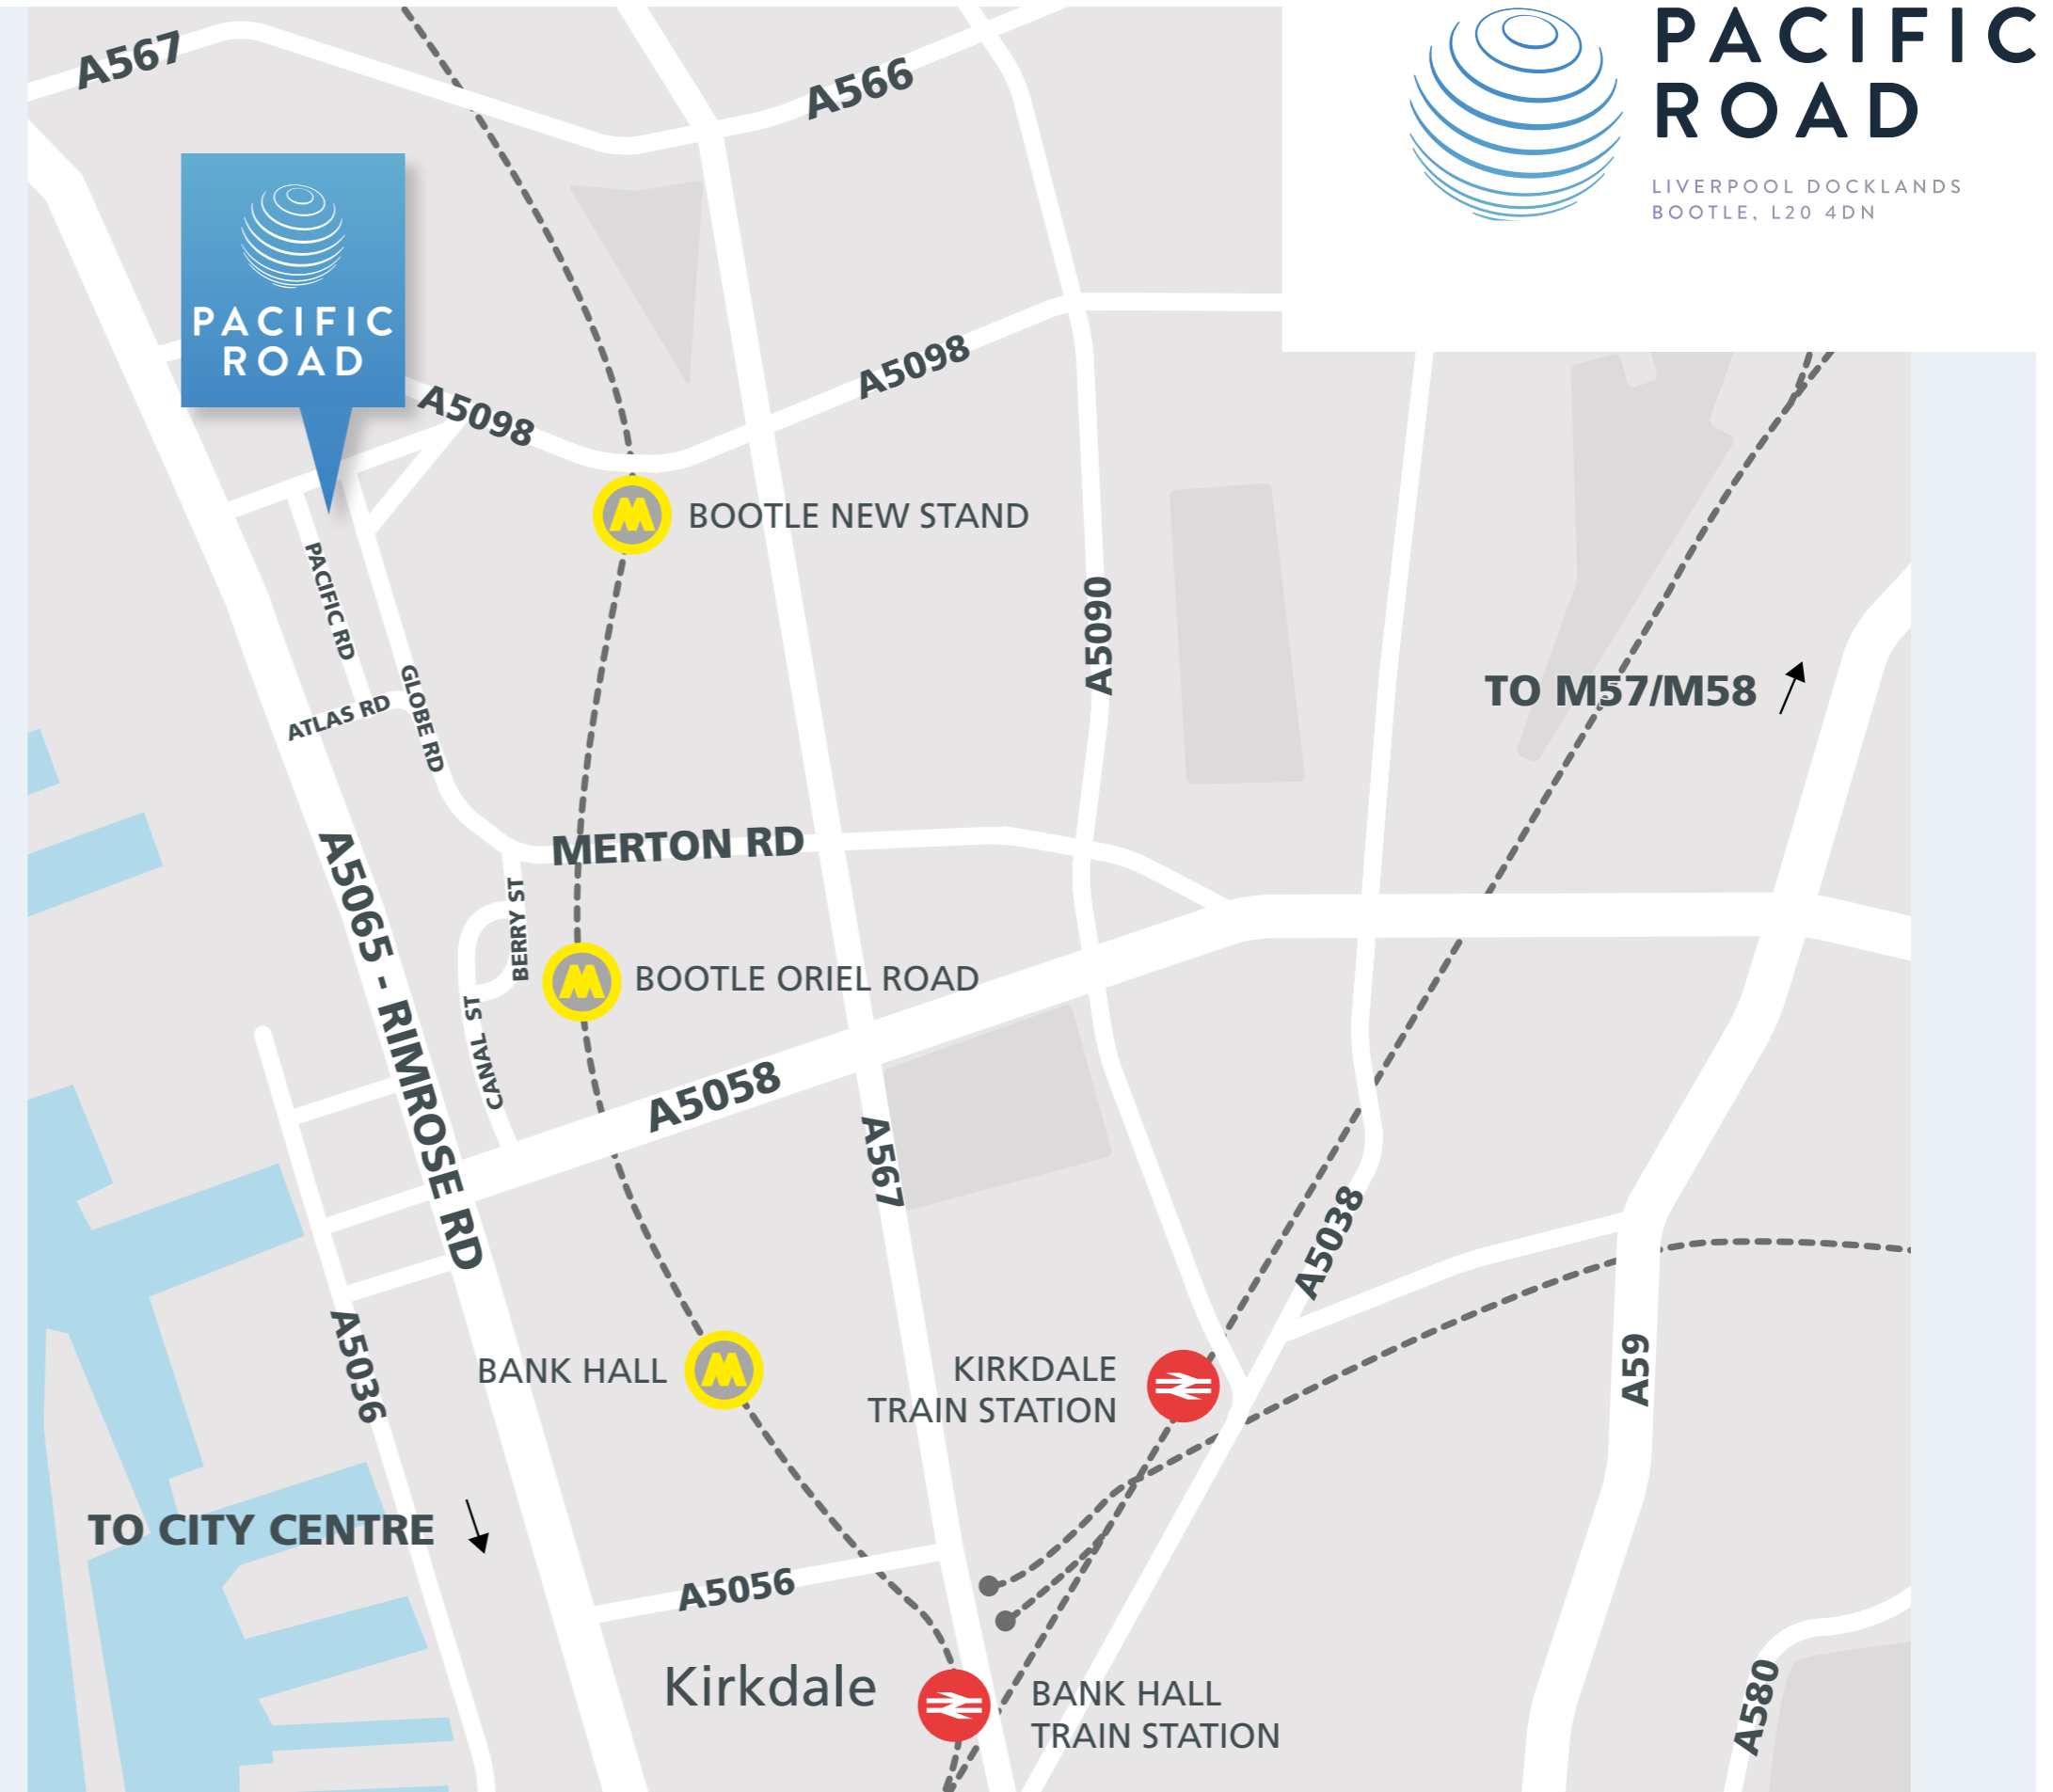 PACIFIC
ROAD
LIVERPOOL DOCKLANDS
BOOTLE, L20 4DN
A567
A566
PACIFIC
ROAD
A5098
A5098
BOOTLE NEW STAND
PACIFIC RD
A5090
ATLAS RD
GLOBE RD
TO M57/M58
MERTON RD
A5065 - RIMROSE RD
BERRY ST
BOOTLE ORIEL ROAD
CANAL ST
A5058
A567
A5038
A5036
BANK HALL
KIRKDALE
TRAIN STATION
A59
TO CITY CENTRE
A5056
Kirkdale
BANK HALL
TRAIN STATION
A580